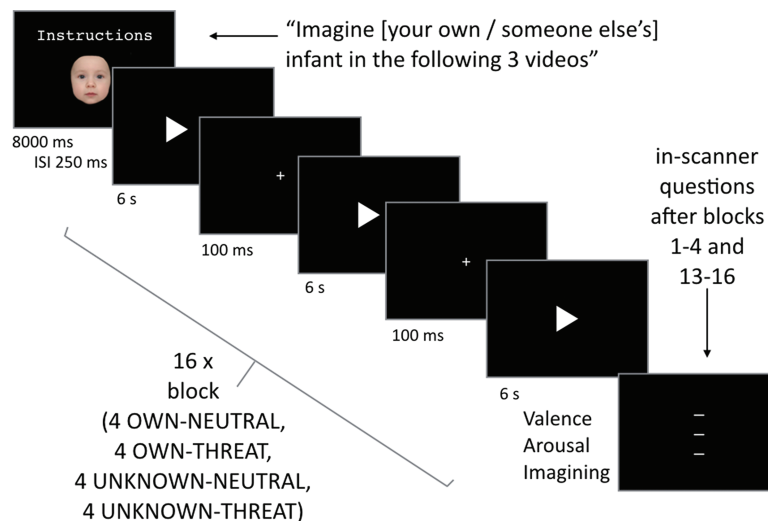 Instructions
“Imagine [your own / someone else’s]
infant in the following 3 videos”
8000 ms
ISI 250 ms
6 s
100 ms
6 s
100 ms
6 s
in-scanner
questions
after blocks
1-4 and
13-16
16 x
block
(4 OWN-NEUTRAL,
4 OWN-THREAT,
4 UNKNOWN-NEUTRAL,
4 UNKNOWN-THREAT)
Valence
Arousal
Imagining